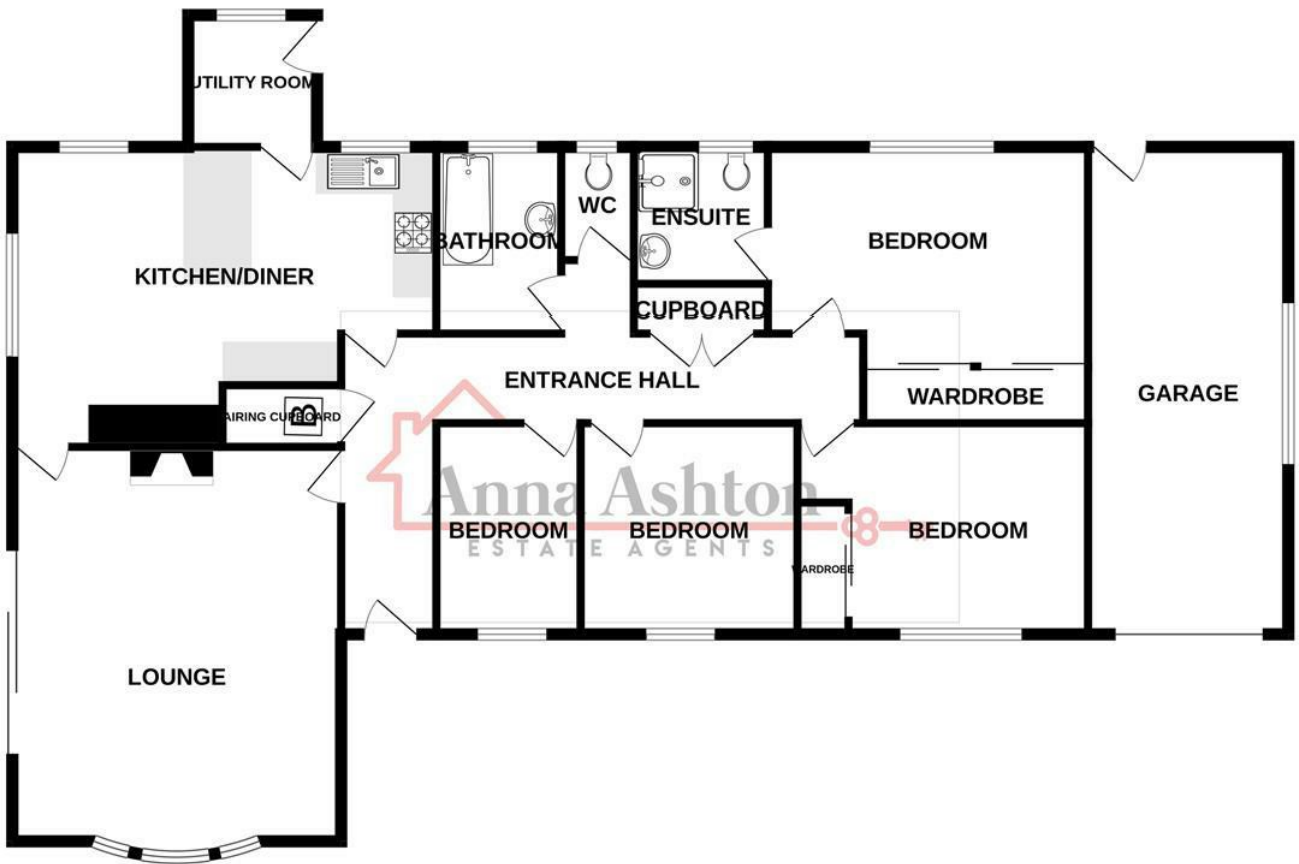 UTILITY ROOM
WC
ENSUITE
BATHROOM
BEDROOM
KITCHEN/DINER
CUPBOARD
ENTRANCE HALL
WARDROBE
GARAGE
B
AIRING CUPBOARD
Anna Ashton
ESTATE AGENTS
BEDROOM
BEDROOM
BEDROOM
WARDROBE
LOUNGE